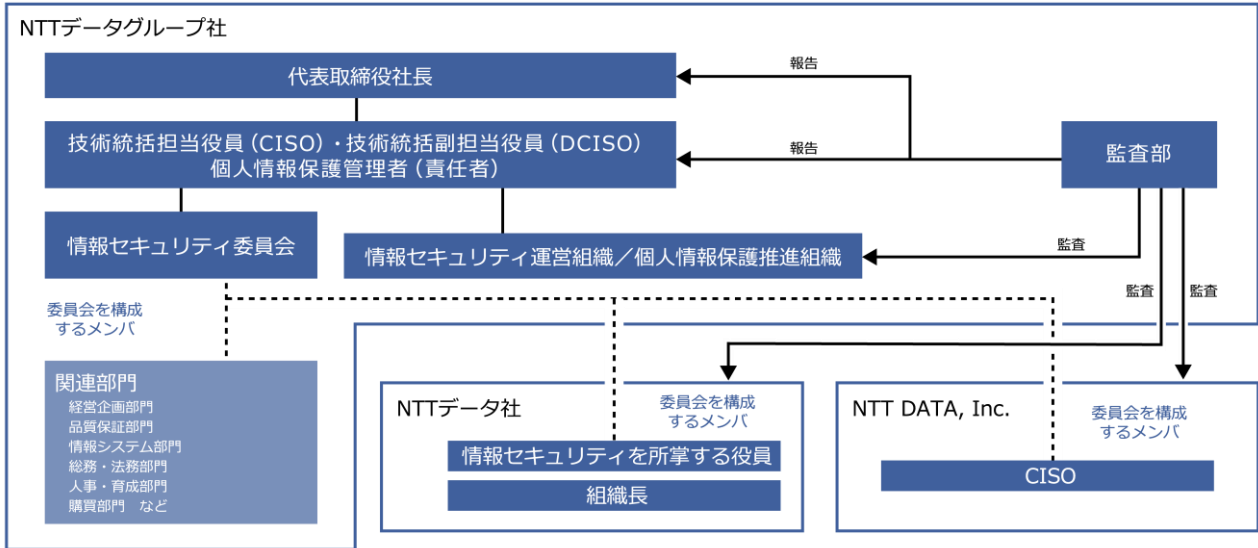 NTTデータグループ社
代表取締役社長
報告
技術統括担当役員（CISO）・技術統括副担当役員（DCISO）
個人情報保護管理者（責任者）
報告
監査部
情報セキュリティ委員会
情報セキュリティ運営組織／個人情報保護推進組織
監査
監査
監査
委員会を構成
するメンバ
関連部門
経営企画部門
品質保証部門
情報システム部門
総務・法務部門
人事・育成部門
購買部門　など
NTTデータ社
委員会を構成
するメンバ
情報セキュリティを所掌する役員
組織長
NTT DATA, Inc.
委員会を構成
するメンバ
CISO